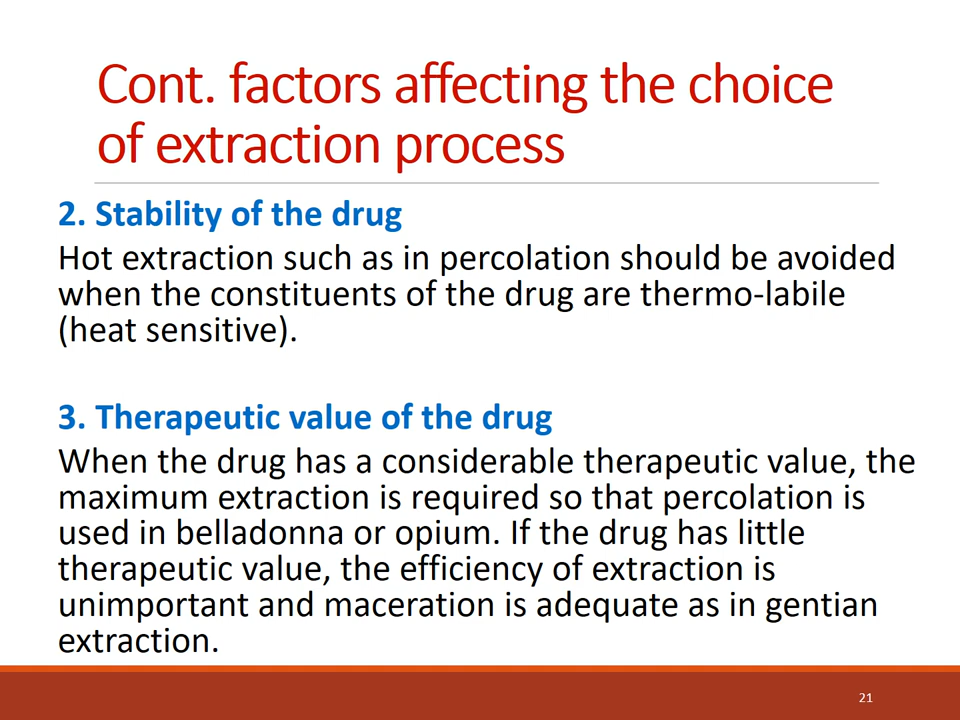 Cont. factors affecting the choice
of extraction process
2. Stability of the drug
Hot extraction such as in percolation should be avoided
when the constituents of the drug are thermo-labile
(heat sensitive).
3. Therapeutic value of the drug
When the drug has a considerable therapeutic value, the
maximum extraction is required so that percolation is
used in belladonna or opium. If the drug has little
therapeutic value, the efficiency of extraction is
unimportant and maceration is adequate as in gentian
extraction.
21